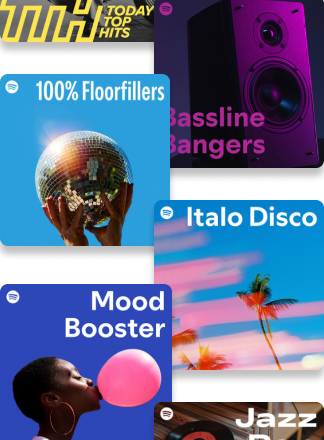 TODAY
TOP
HITS
100% Floorfillers
Bassline
Bangers
Italo Disco
Mood
Booster
Jazz